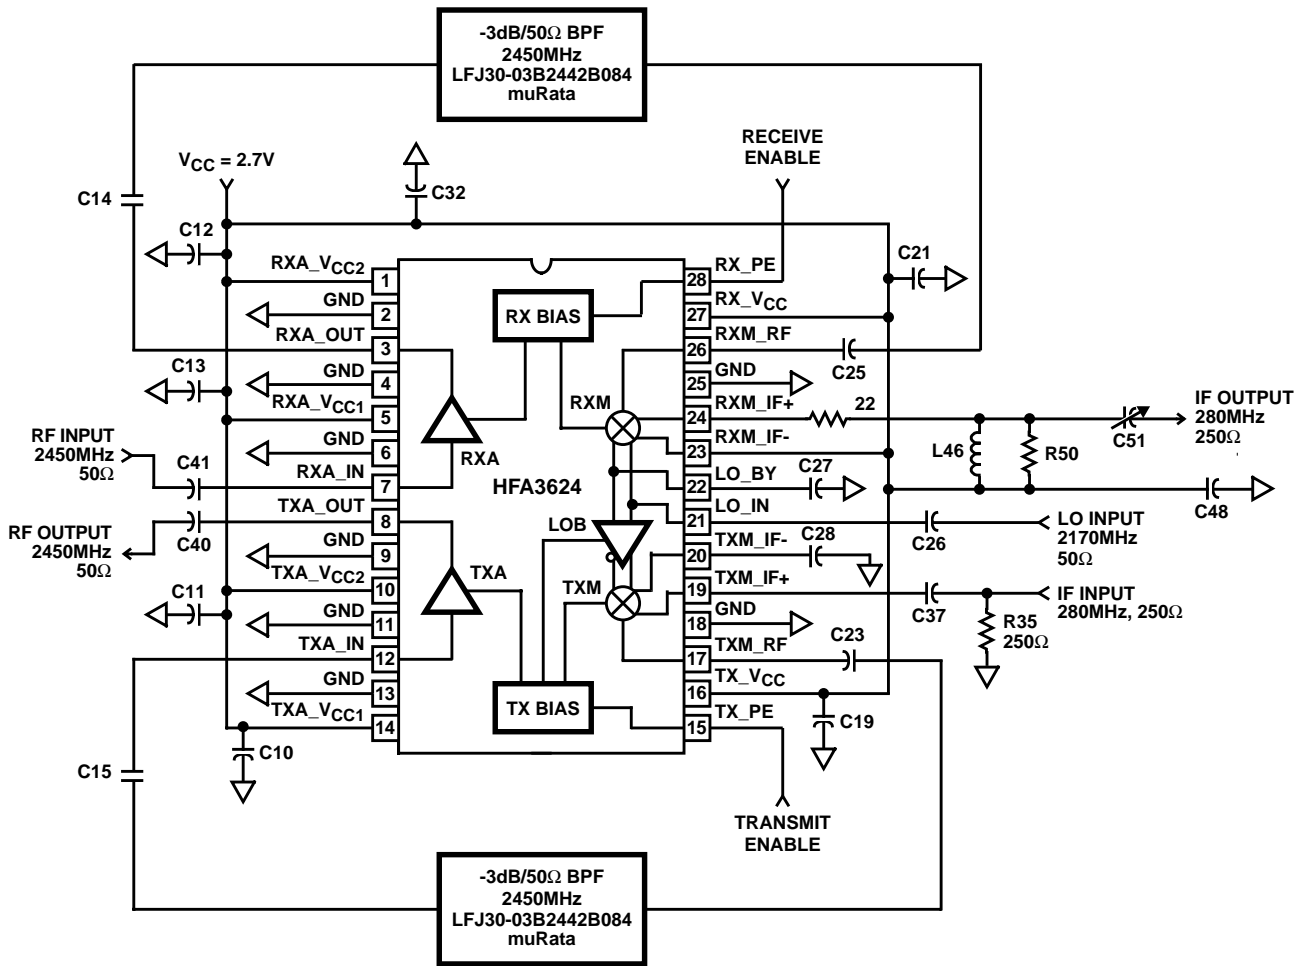 -3dB/50Ω BPF
2450MHz
LFJ30-03B2442B084
muRata
RECEIVE
ENABLE
VCC = 2.7V
C14
C32
C12
C21
RXA_VCC2
1
28
RX_PE
GND
2
RX BIAS
27
RX_VCC
RXA_OUT
3
26
RXM_RF
C25
C13
GND
4
25
GND
RXA_VCC1
5
RXM
24
RXM_IF+
22
IF OUTPUT
280MHz
250Ω
C51
L46
R50
RF INPUT
2450MHz
50Ω
GND
6
RXA
23
RXM_IF-
C41
RXA_IN
7
HFA3624
22
LO_BY
C27
C48
TXA_OUT
8
LOB
21
LO_IN
C26
LO INPUT
2170MHz
50Ω
RF OUTPUT
2450MHz
50Ω
C40
GND
9
20
TXM_IF-
C28
TXA_VCC2
10
TXA
TXM
19
TXM_IF+
C37
IF INPUT
280MHz, 250Ω
R35
250Ω
C11
GND
11
18
GND
TXA_IN
12
17
TXM_RF
C23
GND
13
TX BIAS
16
TX_VCC
C19
TXA_VCC1
14
15
TX_PE
C10
C15
TRANSMIT
ENABLE
-3dB/50Ω BPF
2450MHz
LFJ30-03B2442B084
muRata